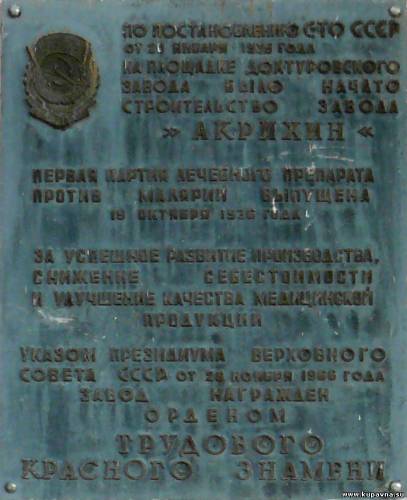 ПО ПОСТАНОВЛЕНИЮ СТО СССР
ОТ 21 ЯНВАРЯ 1935 ГОДА
НА ПЛОЩАДКЕ ДОКТУРОВСКОГО
ЗАВОДА БЫЛО НАЧАТО
СТРОИТЕЛЬСТВО ЗАВОДА
» АКРИХИН «
ПЕРВАЯ ПАРТИЯ ЛЕЧЕБНОГО ПРЕПАРАТА
ПРОТИВ МАЛЯРИИ ВЫПУЩЕНА
19 ОКТЯБРЯ 1936 ГОДА
ЗА УСПЕШНОЕ РАЗВИТИЕ ПРОИЗВОДСТВА,
СНИЖЕНИЕ СЕБЕСТОИМОСТИ
И УЛУЧШЕНИЕ КАЧЕСТВА МЕДИЦИНСКОЙ
ПРОДУКЦИИ
УКАЗОМ ПРЕЗИДИУМА ВЕРХОВНОГО
СОВЕТА СССР ОТ 28 НОЯБРЯ 1966 ГОДА
ЗАВОД НАГРАЖДЕН
ОРДЕНОМ
ТРУДОВОГО
КРАСНОГО ЗНАМЕНИ
www.kupavna.su